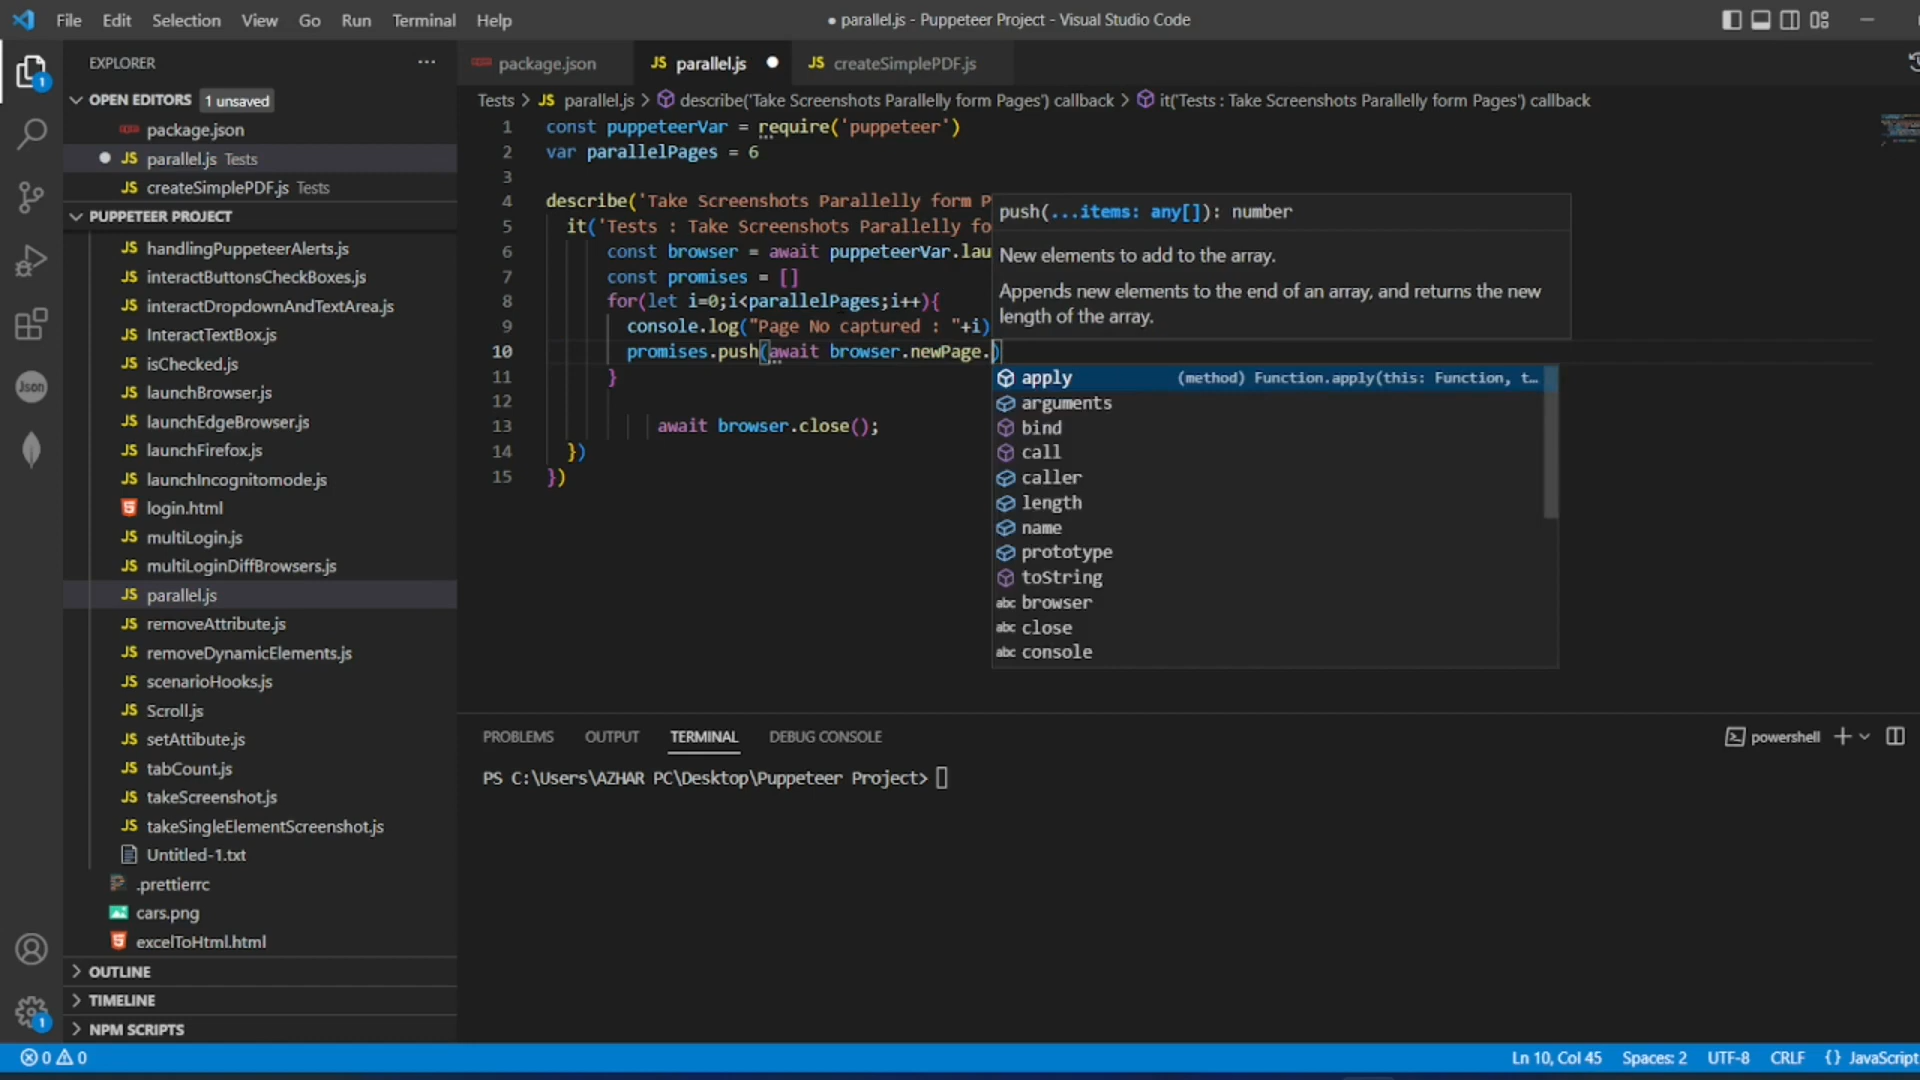 File Edit Selection View Go Run Terminal Help
● parallel.js - Puppeteer Project - Visual Studio Code
EXPLORER
OPEN EDITORS 1 unsaved
package.json
JS parallel.js Tests
JS createSimplePDF.js Tests
PUPPETEER PROJECT
JS handlingPuppeteerAlerts.js
JS interactButtonsCheckBoxes.js
JS interactDropdownAndTextArea.js
JS InteractTextBox.js
JS isChecked.js
JS launchBrowser.js
JS launchEdgeBrowser.js
JS launchFirefox.js
JS launchIncognitomode.js
login.html
JS multiLogin.js
JS multiLoginDiffBrowsers.js
JS parallel.js
JS removeAttribute.js
JS removeDynamicElements.js
JS scenarioHooks.js
JS Scroll.js
JS setAttibute.js
JS tabCount.js
JS takeScreenshot.js
JS takeSingleElementScreenshot.js
Untitled-1.txt
.prettierrc
cars.png
excelToHtml.html
OUTLINE
TIMELINE
NPM SCRIPTS
package.json JS parallel.js JS createSimplePDF.js
Tests > JS parallel.js > describe('Take Screenshots Parallelly form Pages') callback > it('Tests : Take Screenshots Parallelly form Pages') callback
1 const puppeteerVar = require('puppeteer')
2 var parallelPages = 6
3
4 describe('Take Screenshots Parallelly form P
5 it('Tests : Take Screenshots Parallelly fo
6 const browser = await puppeteerVar.lau
7 const promises = []
8 for(let i=0;i<parallelPages;i++){
9 console.log("Page No captured : "+i)
10 promises.push(await browser.newPage.)
11 }
12
13 await browser.close();
14 })
15 })
push(...items: any[]): number
New elements to add to the array.
Appends new elements to the end of an array, and returns the new
length of the array.
apply (method) Function.apply(this: Function, t…
arguments
bind
call
caller
length
name
prototype
toString
abc browser
abc close
abc console
PROBLEMS OUTPUT TERMINAL DEBUG CONSOLE
powershell
PS C:\Users\AZHAR PC\Desktop\Puppeteer Project>
Json
1
1
0 0
Ln 10, Col 45 Spaces: 2 UTF-8 CRLF {} JavaScript